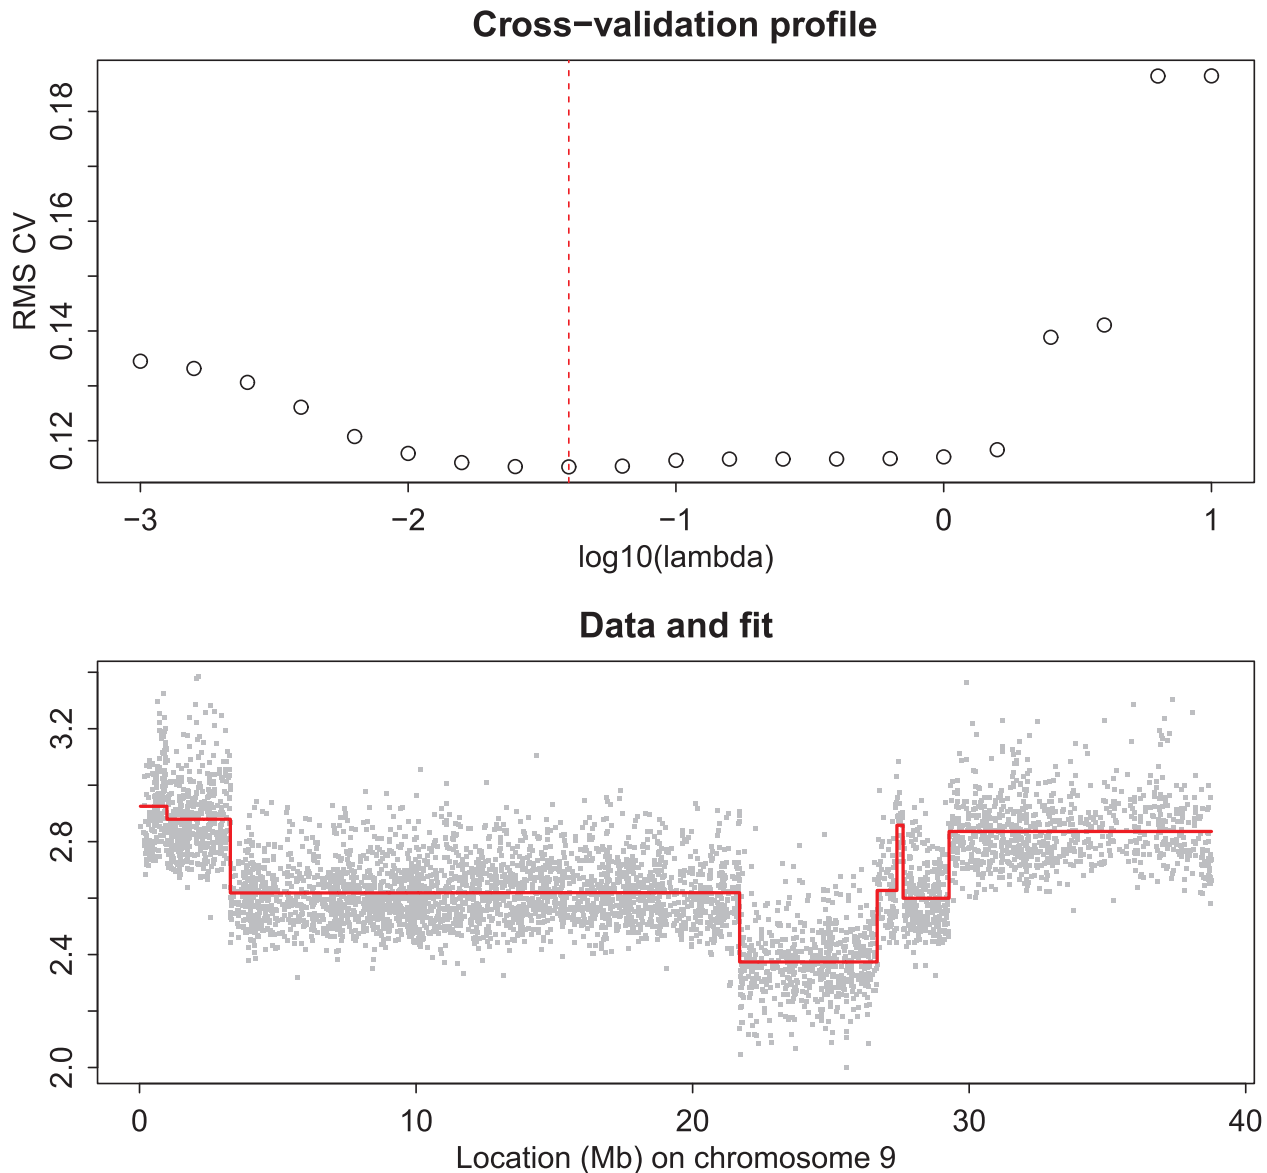 Cross−validation profile
RMS CV
0.18
0.16
0.14
0.12
−3 −2 −1 0 1
log10(lambda)
Data and fit
3.2
2.8
2.4
2.0
0 10 20 30 40
Location (Mb) on chromosome 9